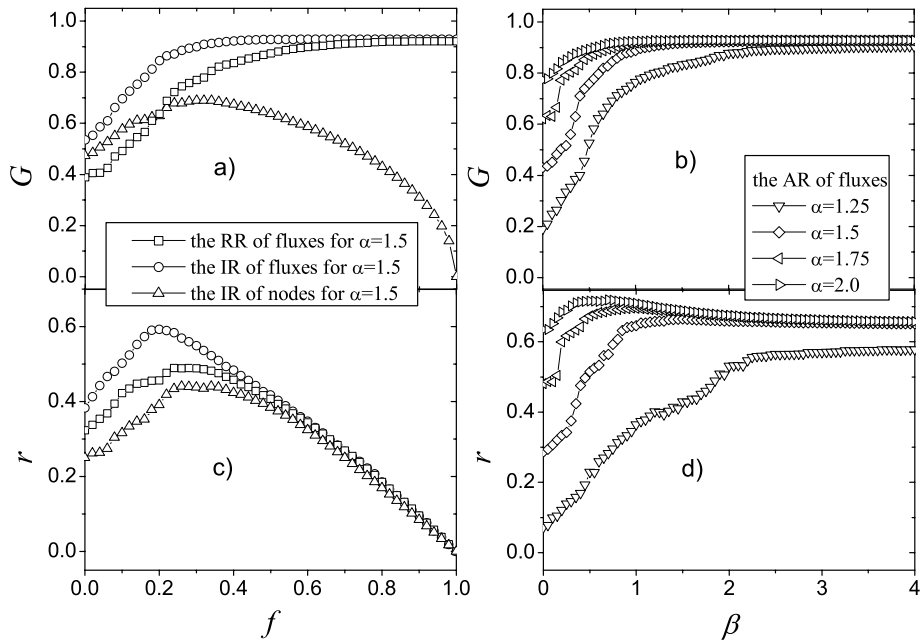 1.0
0.8
0.6
0.4
0.2
0.0
G
a)
the RR of fluxes for α=1.5
the IR of fluxes for α=1.5
the IR of nodes for α=1.5
1.0
0.8
0.6
0.4
0.2
0.0
G
b)
the AR of fluxes
α=1.25
α=1.5
α=1.75
α=2.0
0.6
0.4
0.2
0.0
r
c)
0.0 0.2 0.4 0.6 0.8 1.0
f
0.6
0.4
0.2
0.0
r
d)
0 1 2 3 4
β